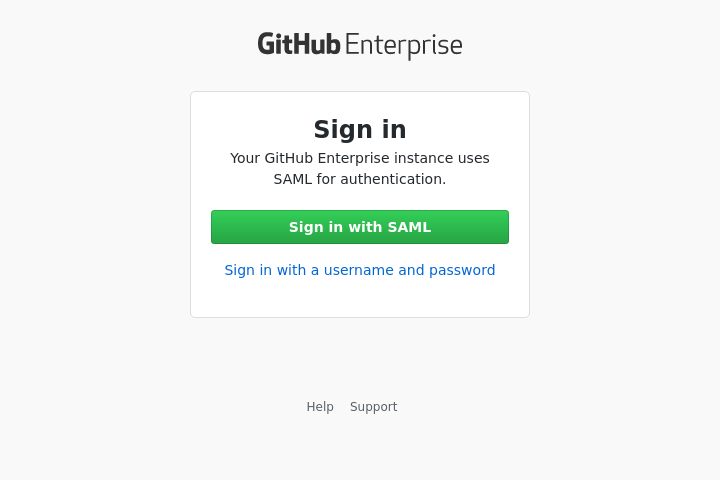 GitHub Enterprise
Sign in
Your GitHub Enterprise instance uses
SAML for authentication.
Sign in with SAML
Sign in with a username and password
Help Support